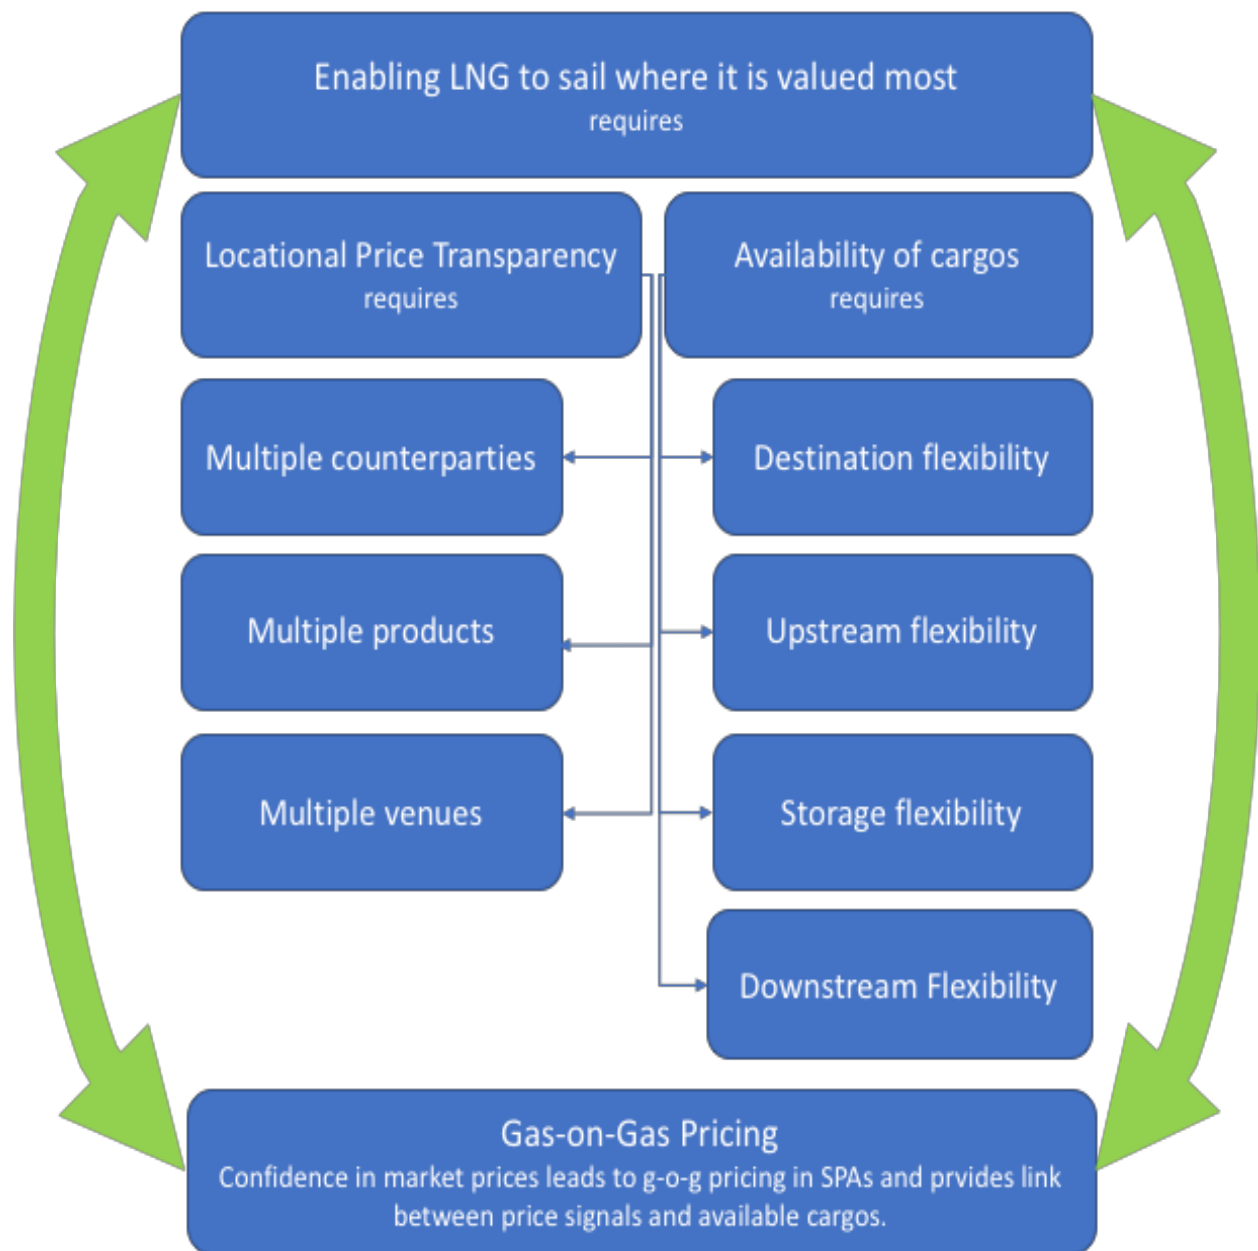 Enabling LNG to sail where it is valued most
requires
Locational Price Transparency
requires
Availability of cargos
requires
Multiple counterparties
Destination flexibility
Multiple products
Upstream flexibility
Multiple venues
Storage flexibility
Downstream Flexibility
Gas-on-Gas Pricing
Confidence in market prices leads to g-o-g pricing in SPAs and prvides link
between price signals and available cargos.